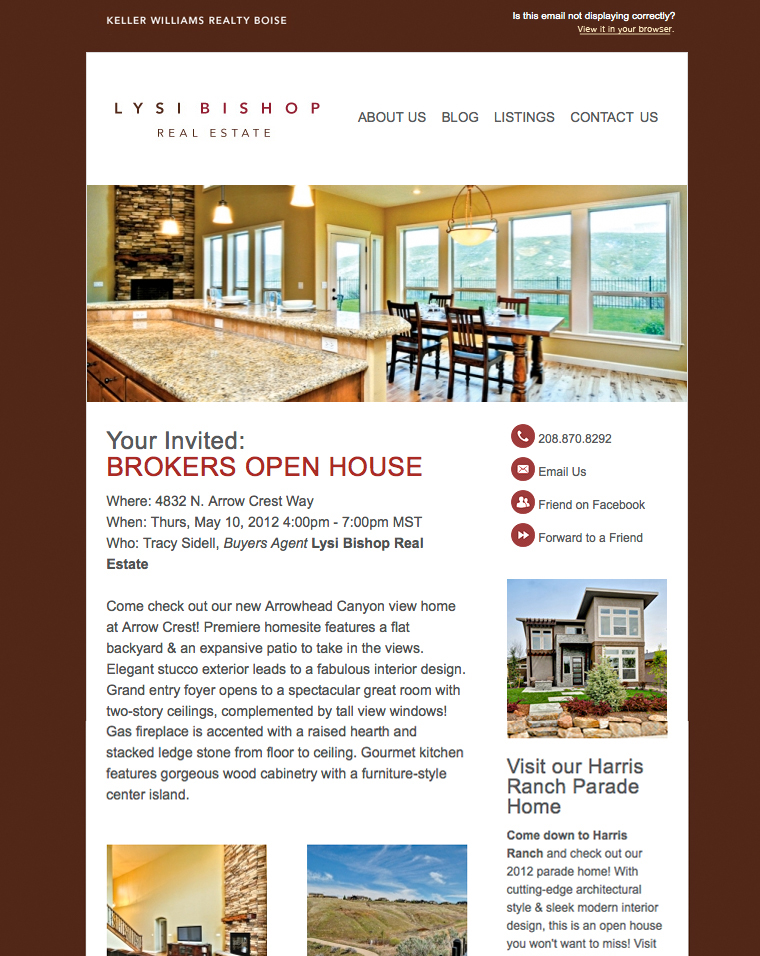 KELLER WILLIAMS REALTY BOISE
Is this email not displaying correctly?
View it in your browser.
LYSI BISHOP
REAL ESTATE
ABOUT US BLOG LISTINGS CONTACT US
Your Invited:
BROKERS OPEN HOUSE
Where: 4832 N. Arrow Crest Way
When: Thurs, May 10, 2012 4:00pm - 7:00pm MST
Who: Tracy Sidell, Buyers Agent Lysi Bishop Real
Estate
Come check out our new Arrowhead Canyon view home
at Arrow Crest! Premiere homesite features a flat
backyard & an expansive patio to take in the views.
Elegant stucco exterior leads to a fabulous interior design.
Grand entry foyer opens to a spectacular great room with
two-story ceilings, complemented by tall view windows!
Gas fireplace is accented with a raised hearth and
stacked ledge stone from floor to ceiling. Gourmet kitchen
features gorgeous wood cabinetry with a furniture-style
center island.
208.870.8292
Email Us
Friend on Facebook
Forward to a Friend
Visit our Harris
Ranch Parade
Home
Come down to Harris
Ranch and check out our
2012 parade home! With
cutting-edge architectural
style & sleek modern interior
design, this is an open house
you won't want to miss! Visit